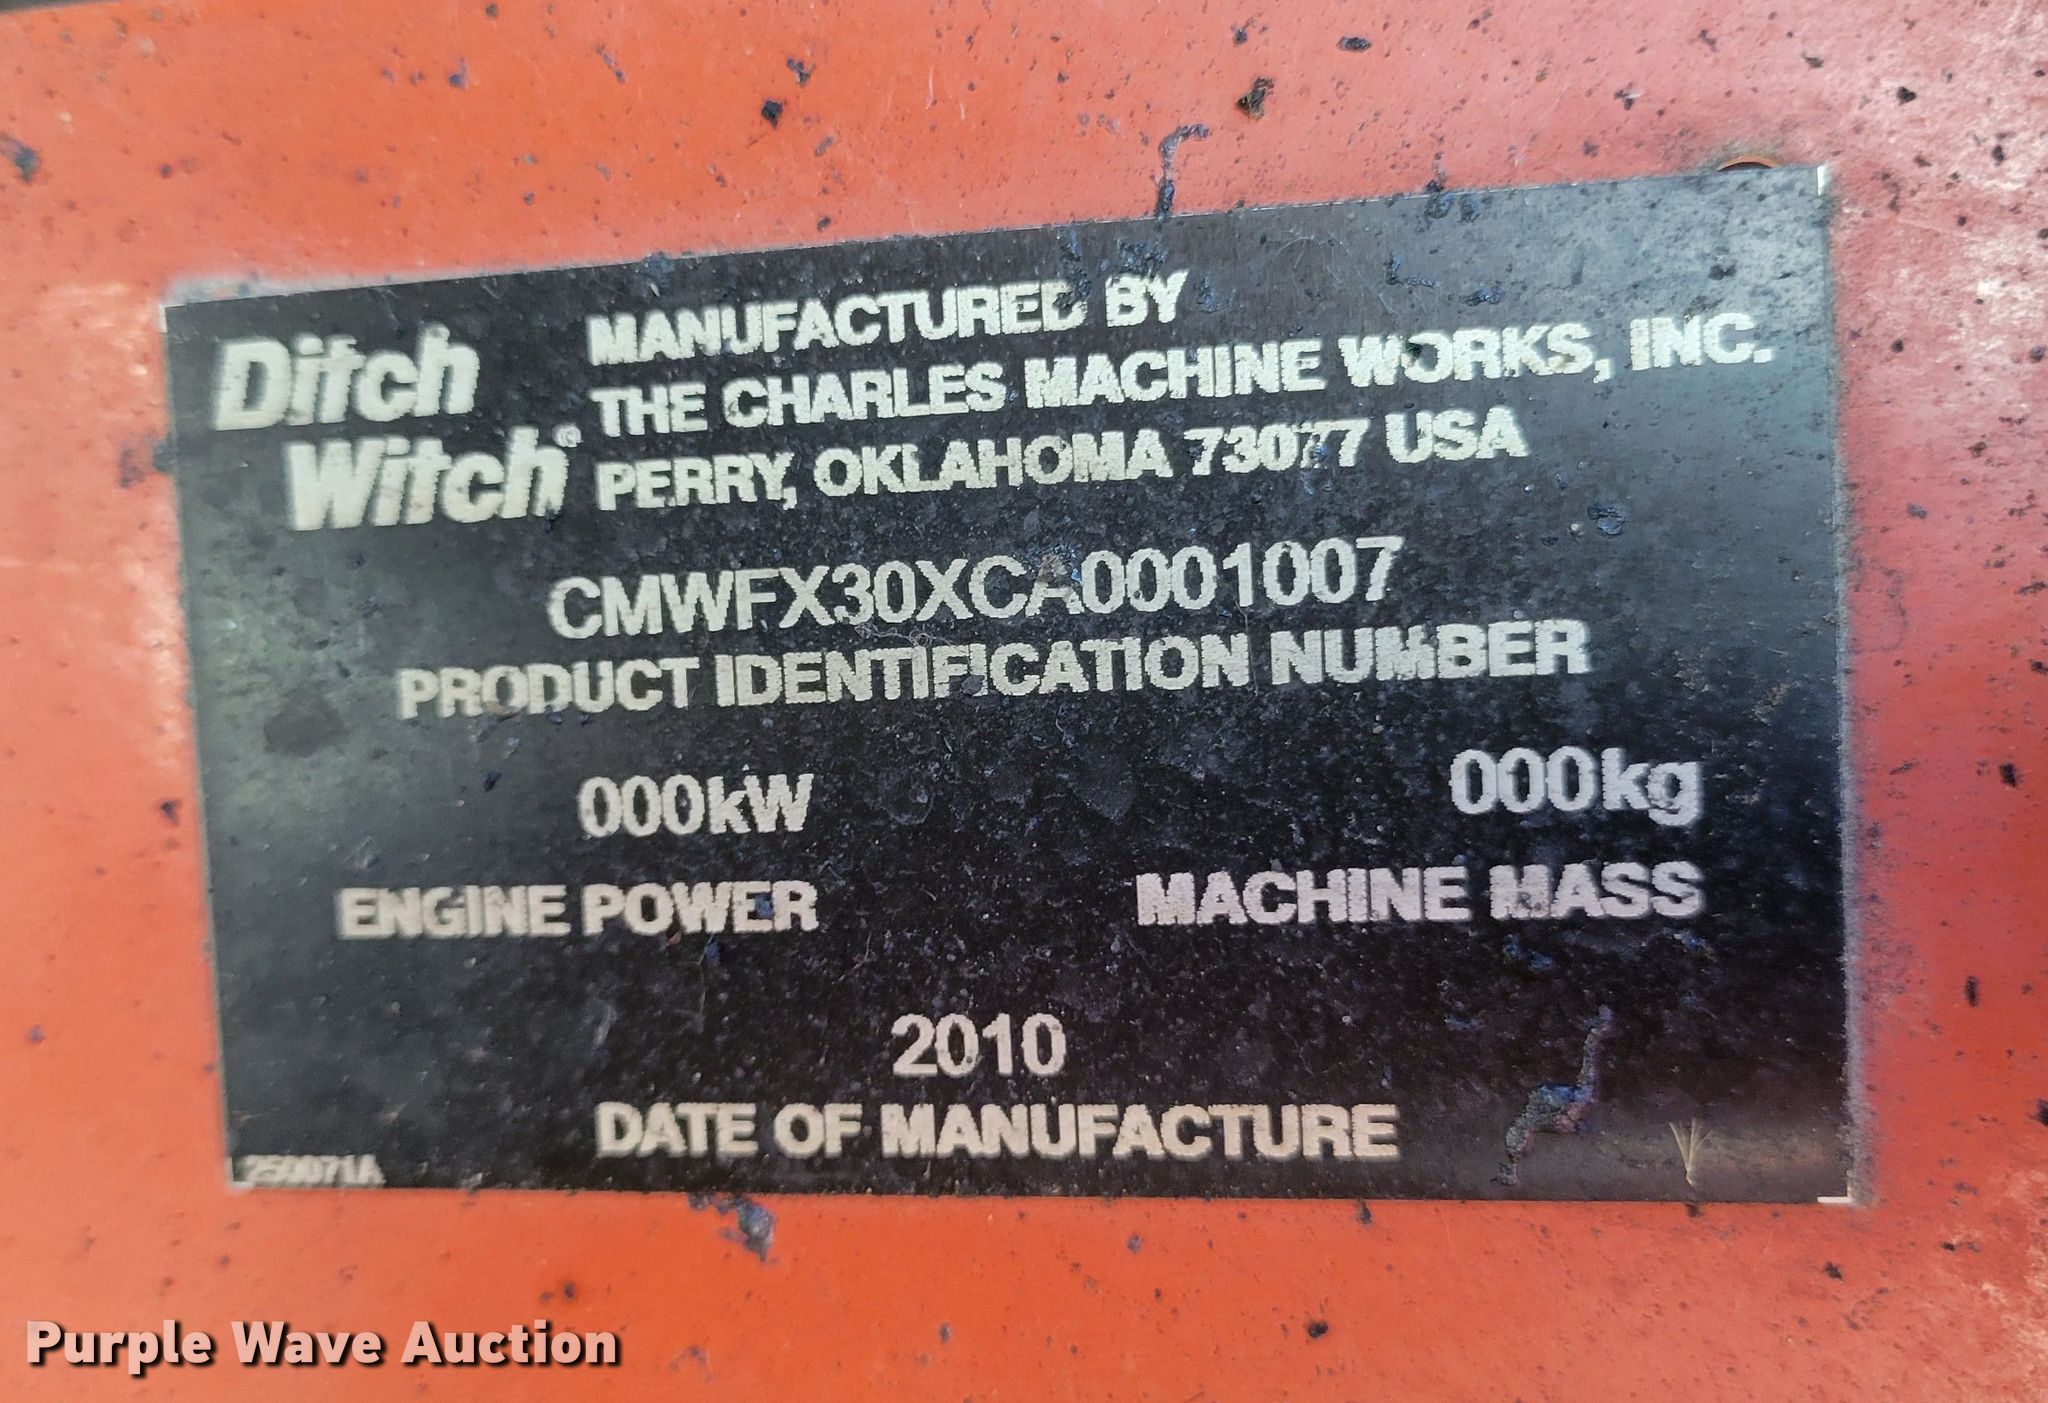 Ditch
Witch®
MANUFACTURED BY
THE CHARLES MACHINE WORKS, INC.
PERRY, OKLAHOMA 73077 USA
CMWFX30XCA0001007
PRODUCT IDENTIFICATION NUMBER
000kW
000kg
ENGINE POWER
MACHINE MASS
2010
DATE OF MANUFACTURE
259071A
Purple Wave Auction